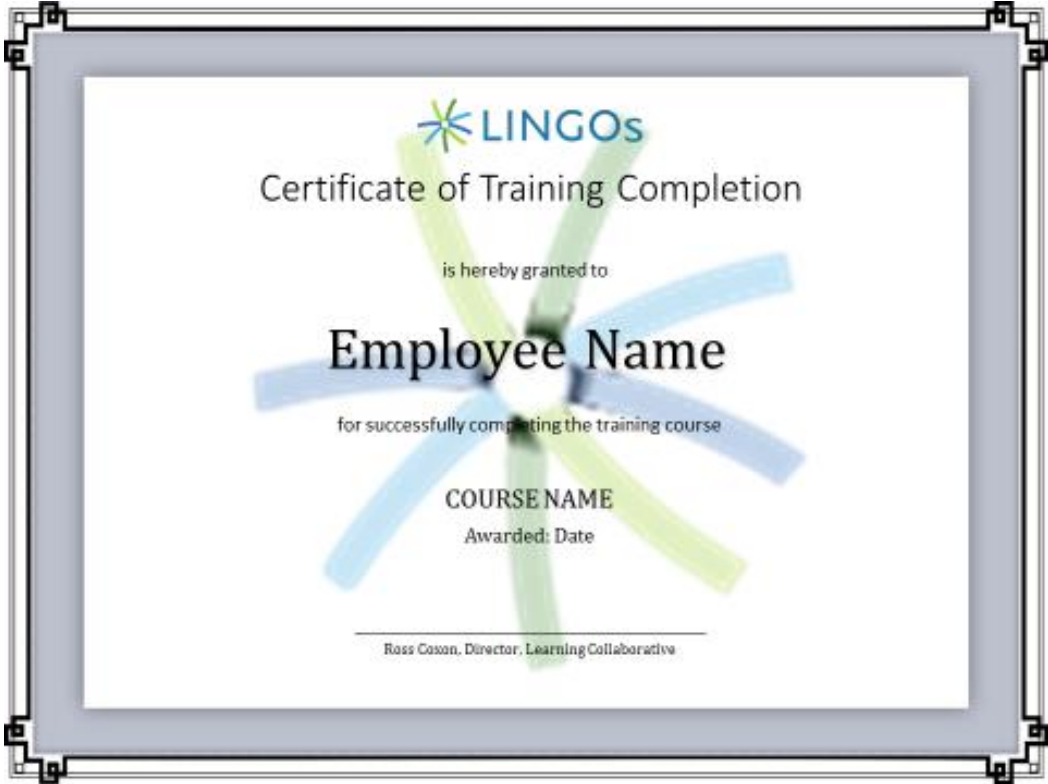 LINGOs
Certificate of Training Completion
is hereby granted to
Employee Name
for successfully completing the training course
COURSE NAME
Awarded: Date
Ross Coxon, Director, Learning Collaborative